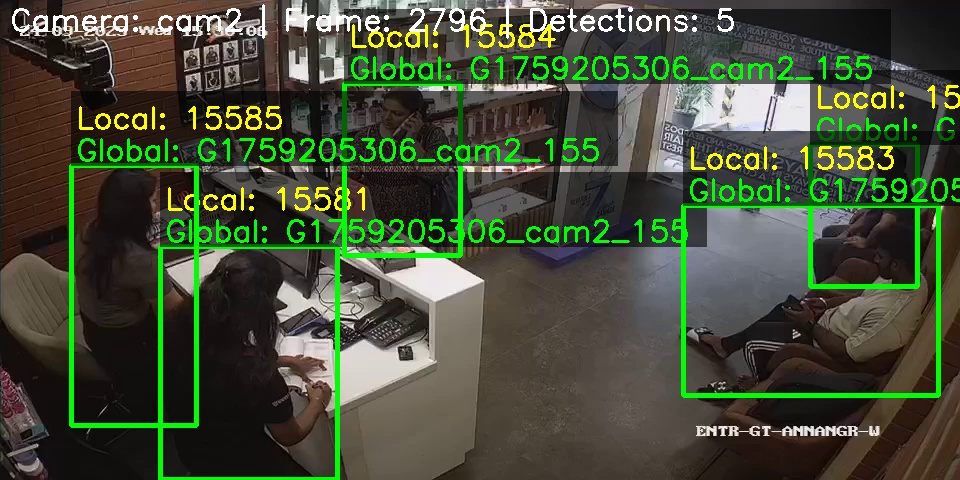 Camera: cam2 | Frame: 2796 | Detections: 5
Local: 15584
Global: G1759205306_cam2_155
Local: 15
Global: G
Local: 15585
Global: G1759205306_cam2_155
Local: 15583
Global: G1759205
Local: 15581
Global: G1759205306_cam2_155
ENTR-GT-ANNANGR-W